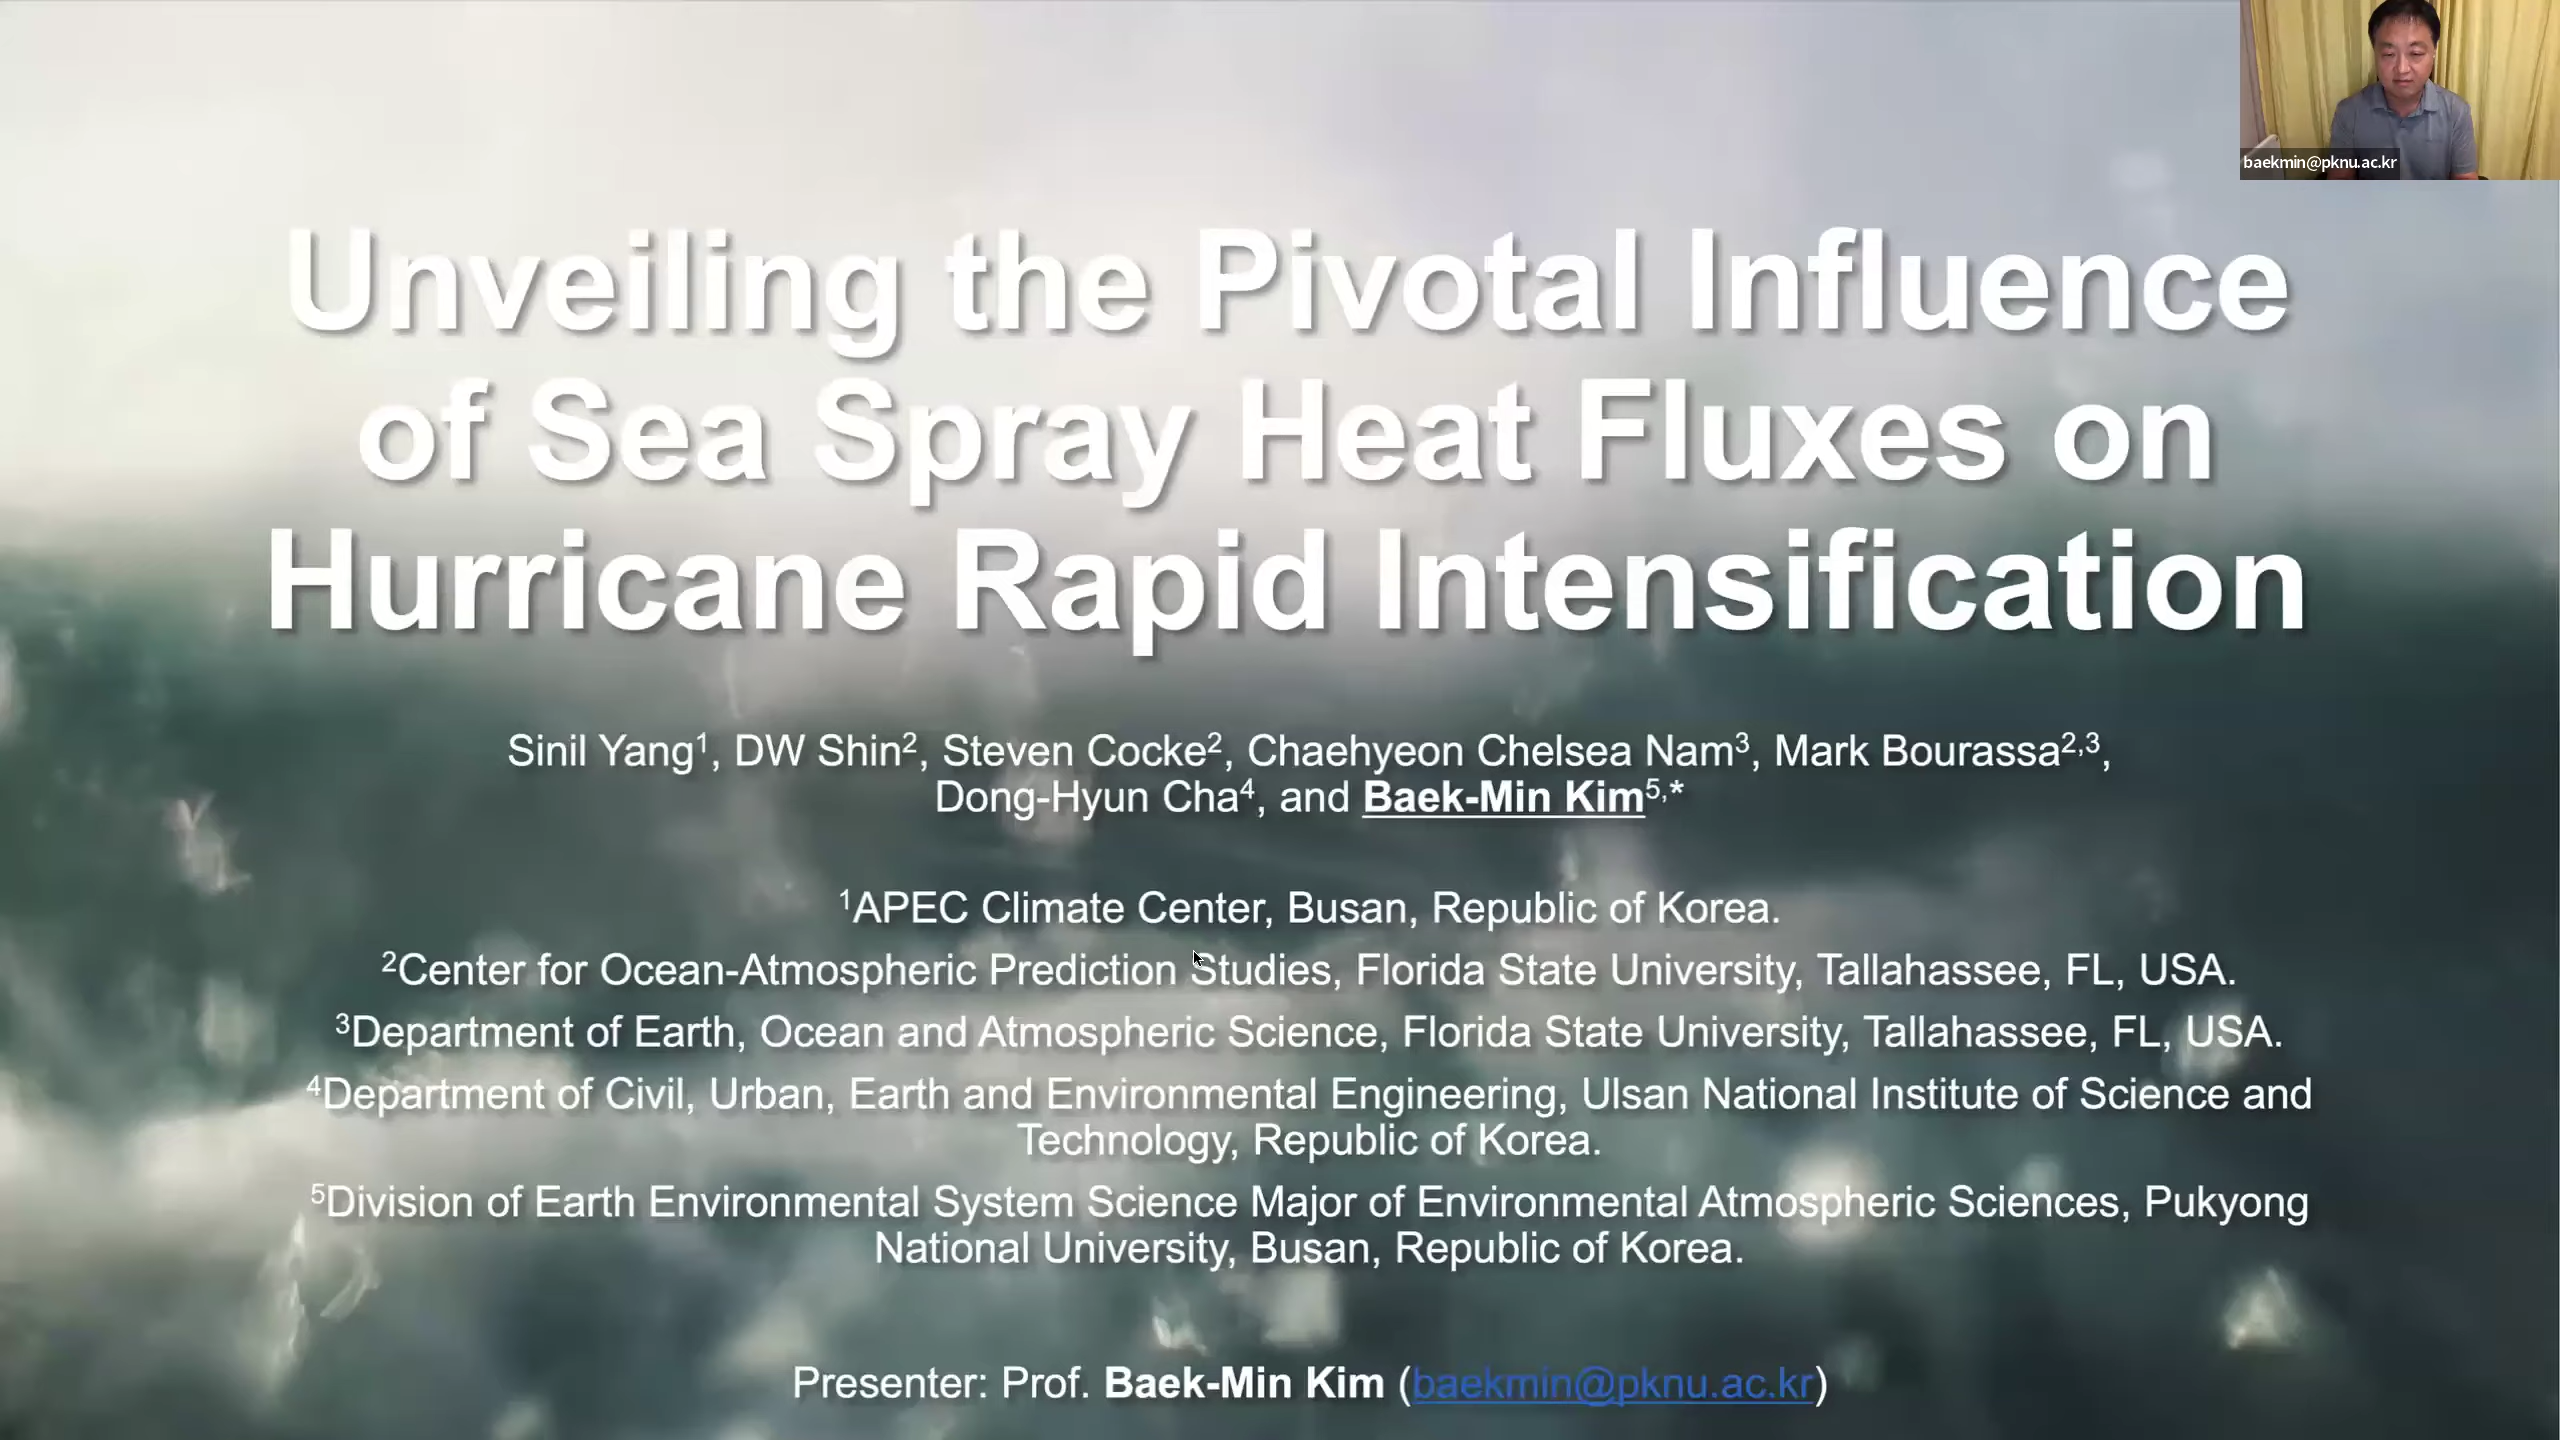 baekmin@pknu.ac.kr
Unveiling the Pivotal Influence
of Sea Spray Heat Fluxes on
Hurricane Rapid Intensification
Sinil Yang¹, DW Shin², Steven Cocke², Chaehyeon Chelsea Nam³, Mark Bourassa²,³,
Dong-Hyun Cha⁴, and Baek-Min Kim⁵,*
¹APEC Climate Center, Busan, Republic of Korea.
²Center for Ocean-Atmospheric Prediction Studies, Florida State University, Tallahassee, FL, USA.
³Department of Earth, Ocean and Atmospheric Science, Florida State University, Tallahassee, FL, USA.
⁴Department of Civil, Urban, Earth and Environmental Engineering, Ulsan National Institute of Science and
Technology, Republic of Korea.
⁵Division of Earth Environmental System Science Major of Environmental Atmospheric Sciences, Pukyong
National University, Busan, Republic of Korea.
Presenter: Prof. Baek-Min Kim (baekmin@pknu.ac.kr)